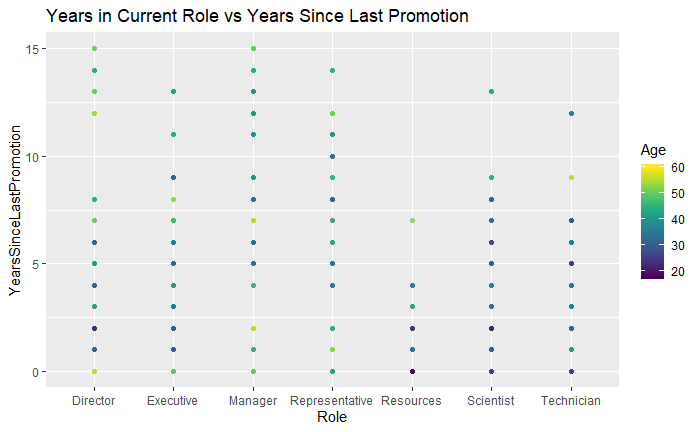 Years in Current Role vs Years Since Last Promotion
YearsSinceLastPromotion
15
10
5
0
Director Executive Manager Representative Resources Scientist Technician
Role
Age
60
50
40
30
20